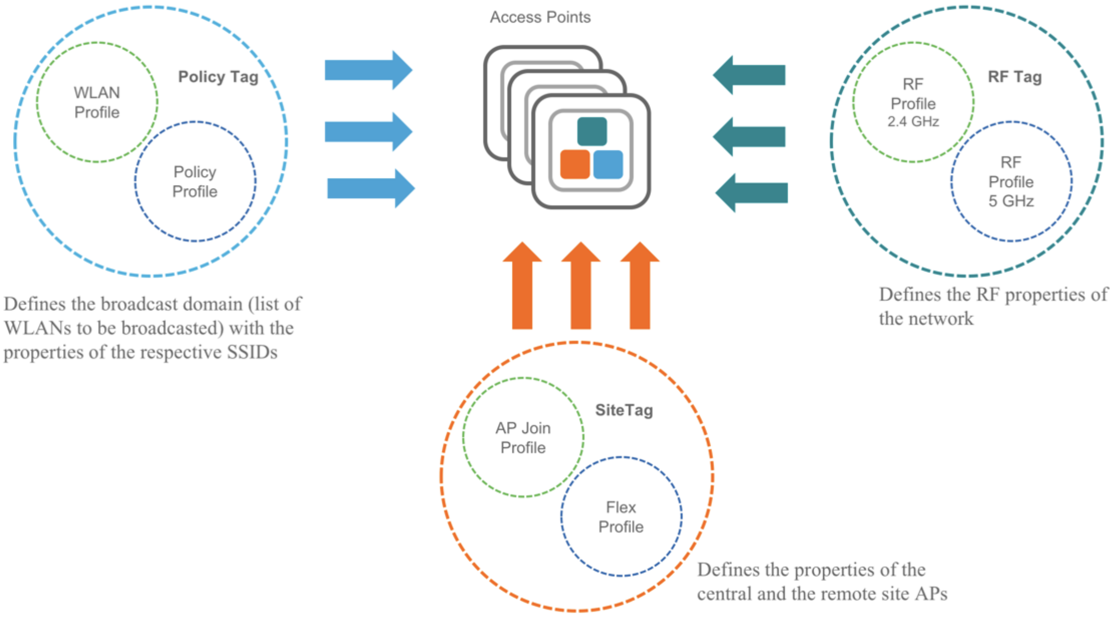 Access Points
Policy Tag
WLAN
Profile
Policy
Profile
Defines the broadcast domain (list of
WLANs to be broadcasted) with the
properties of the respective SSIDs
RF Tag
RF
Profile
2.4 GHz
RF
Profile
5 GHz
Defines the RF properties of
the network
SiteTag
AP Join
Profile
Flex
Profile
Defines the properties of the
central and the remote site APs